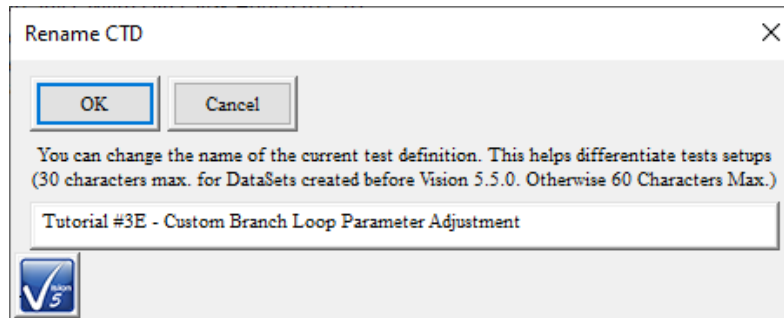 Rename CTD
OK
Cancel
You can change the name of the current test definition. This helps differentiate tests setups
(30 characters max. for DataSets created before Vision 5.5.0. Otherwise 60 Characters Max.)
Tutorial #3E - Custom Branch Loop Parameter Adjustment
Vision
5